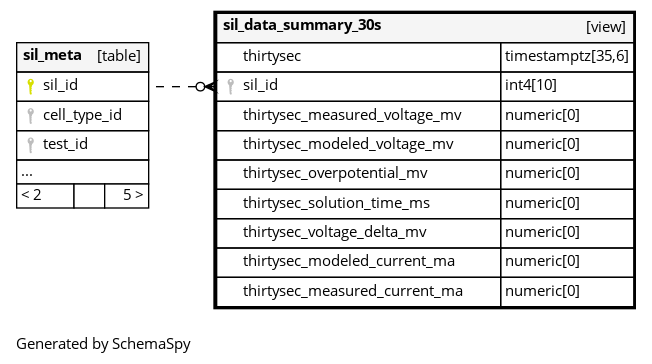 sil_meta [table]
sil_id
cell_type_id
test_id
...
< 2 5 >
sil_data_summary_30s [view]
thirtysec timestamptz[35,6]
sil_id int4[10]
thirtysec_measured_voltage_mv numeric[0]
thirtysec_modeled_voltage_mv numeric[0]
thirtysec_overpotential_mv numeric[0]
thirtysec_solution_time_ms numeric[0]
thirtysec_voltage_delta_mv numeric[0]
thirtysec_modeled_current_ma numeric[0]
thirtysec_measured_current_ma numeric[0]
Generated by SchemaSpy